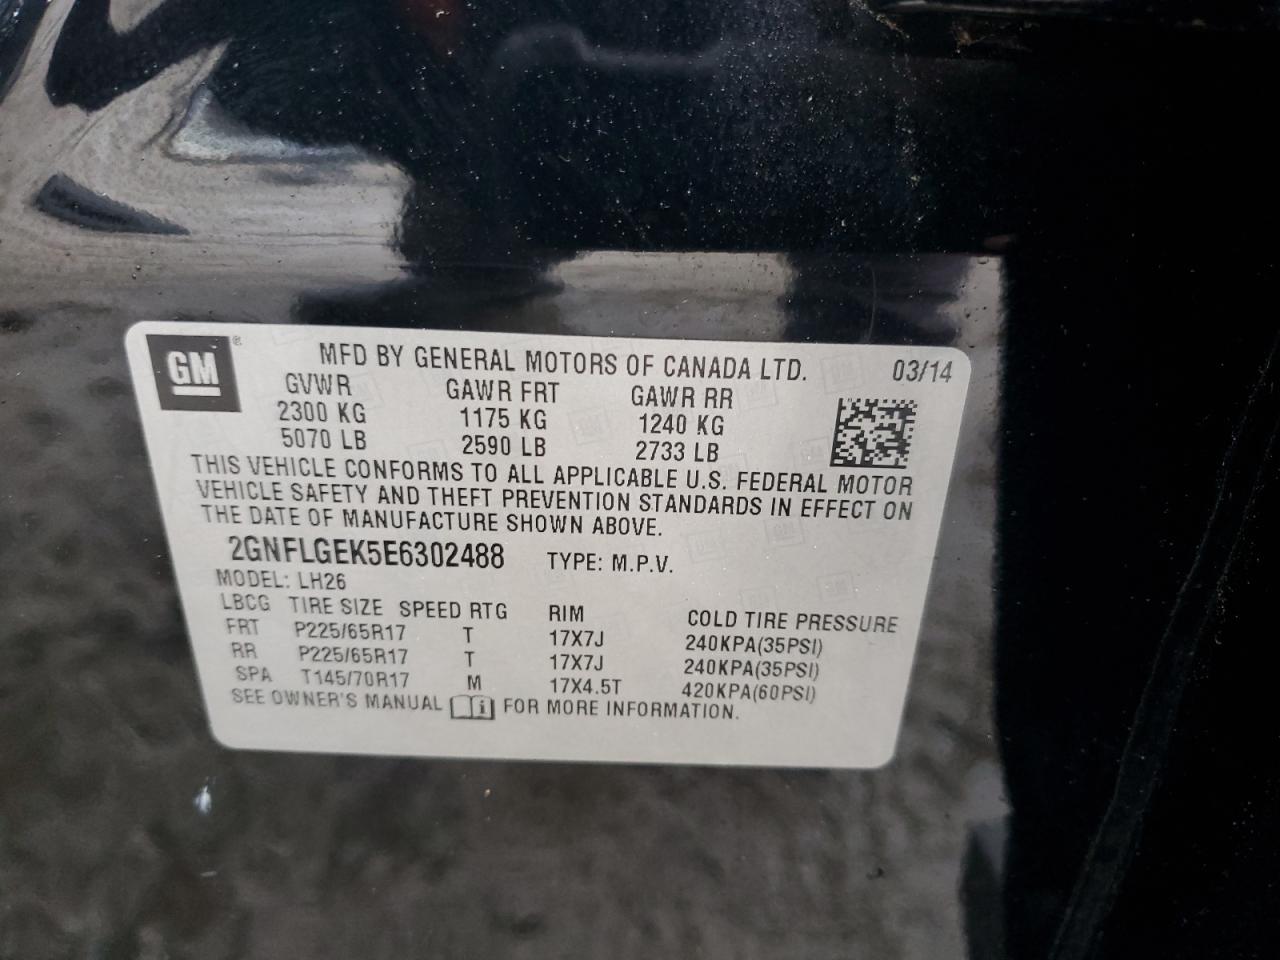 GM ® MFD BY GENERAL MOTORS OF CANADA LTD. 03/14
GVWR GAWR FRT GAWR RR
2300 KG 1175 KG 1240 KG
5070 LB 2590 LB 2733 LB
THIS VEHICLE CONFORMS TO ALL APPLICABLE U.S. FEDERAL MOTOR
VEHICLE SAFETY AND THEFT PREVENTION STANDARDS IN EFFECT ON
THE DATE OF MANUFACTURE SHOWN ABOVE.
2GNFLGEK5E6302488 TYPE: M.P.V.
MODEL: LH26
LBCG TIRE SIZE SPEED RTG RIM COLD TIRE PRESSURE
FRT P225/65R17 T 17X7J 240KPA(35PSI)
RR P225/65R17 T 17X7J 240KPA(35PSI)
SPA T145/70R17 M 17X4.5T 420KPA(60PSI)
SEE OWNER'S MANUAL i FOR MORE INFORMATION.